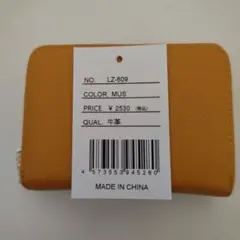 NO. LZ-609
COLOR. MUS
PRICE ¥ 2530 (税込)
QUAL. 牛革
4 573553 945260
MADE IN CHINA